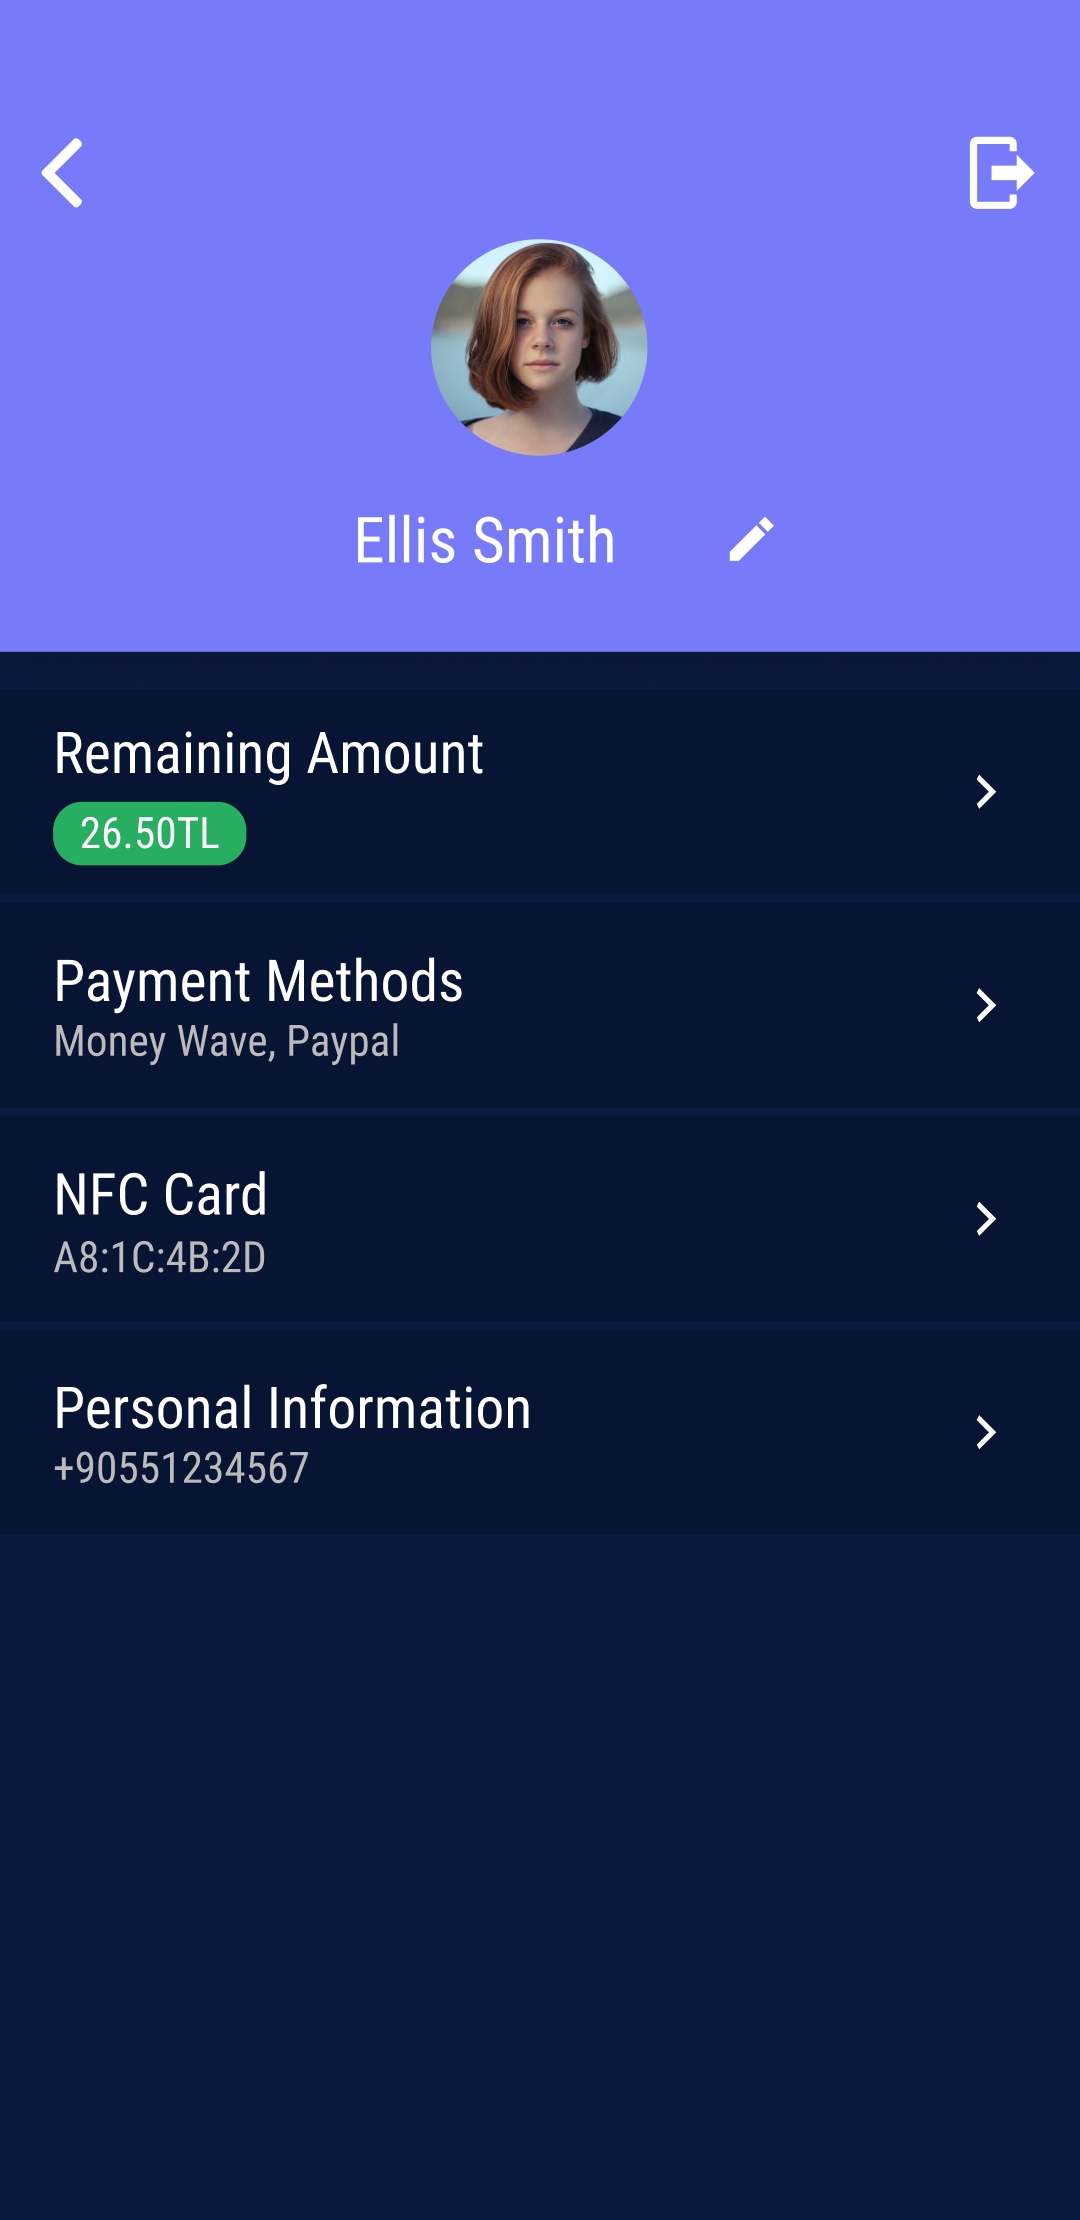 Ellis Smith
Remaining Amount
26.50TL
Payment Methods
Money Wave, Paypal
NFC Card
A8:1C:4B:2D
Personal Information
+90551234567